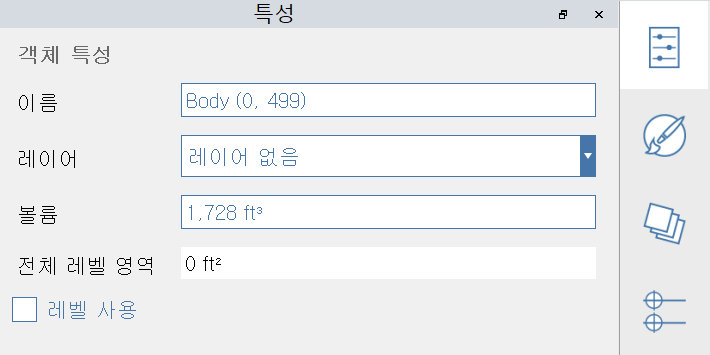 특성
객체 특성
이름 Body (0, 499)
레이어 레이어 없음
볼륨 1,728 ft³
전체 레벨 영역 0 ft²
레벨 사용